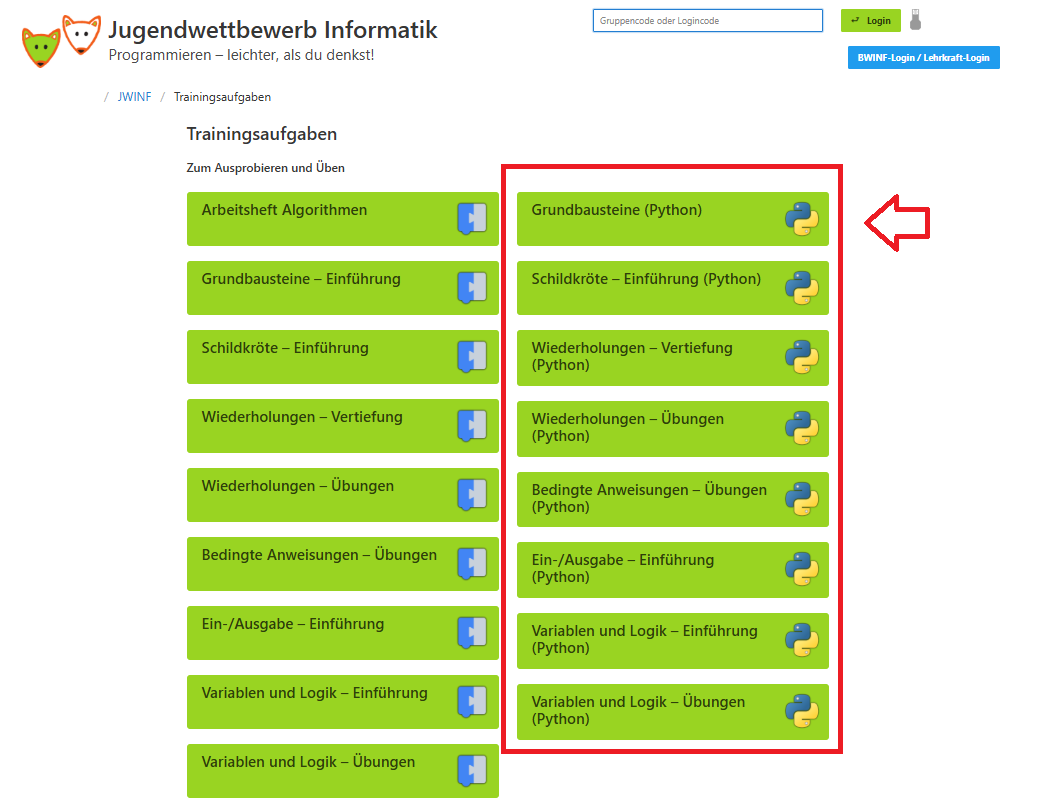 Jugendwettbewerb Informatik
Programmieren – leichter, als du denkst!
Gruppencode oder Logincode
Login
BWINF-Login / Lehrkraft-Login
/ JWINF / Trainingsaufgaben
Trainingsaufgaben
Zum Ausprobieren und Üben
Arbeitsheft Algorithmen
Grundbausteine – Einführung
Schildkröte – Einführung
Wiederholungen – Vertiefung
Wiederholungen – Übungen
Bedingte Anweisungen – Übungen
Ein-/Ausgabe – Einführung
Variablen und Logik – Einführung
Variablen und Logik – Übungen
Grundbausteine (Python)
Schildkröte – Einführung (Python)
Wiederholungen – Vertiefung
(Python)
Wiederholungen – Übungen
(Python)
Bedingte Anweisungen – Übungen
(Python)
Ein-/Ausgabe – Einführung
(Python)
Variablen und Logik – Einführung
(Python)
Variablen und Logik – Übungen
(Python)